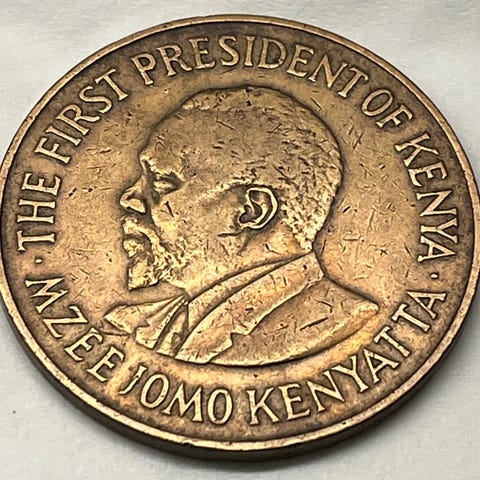 · THE FIRST PRESIDENT OF KENYA ·
MZEE JOMO KENYATTA